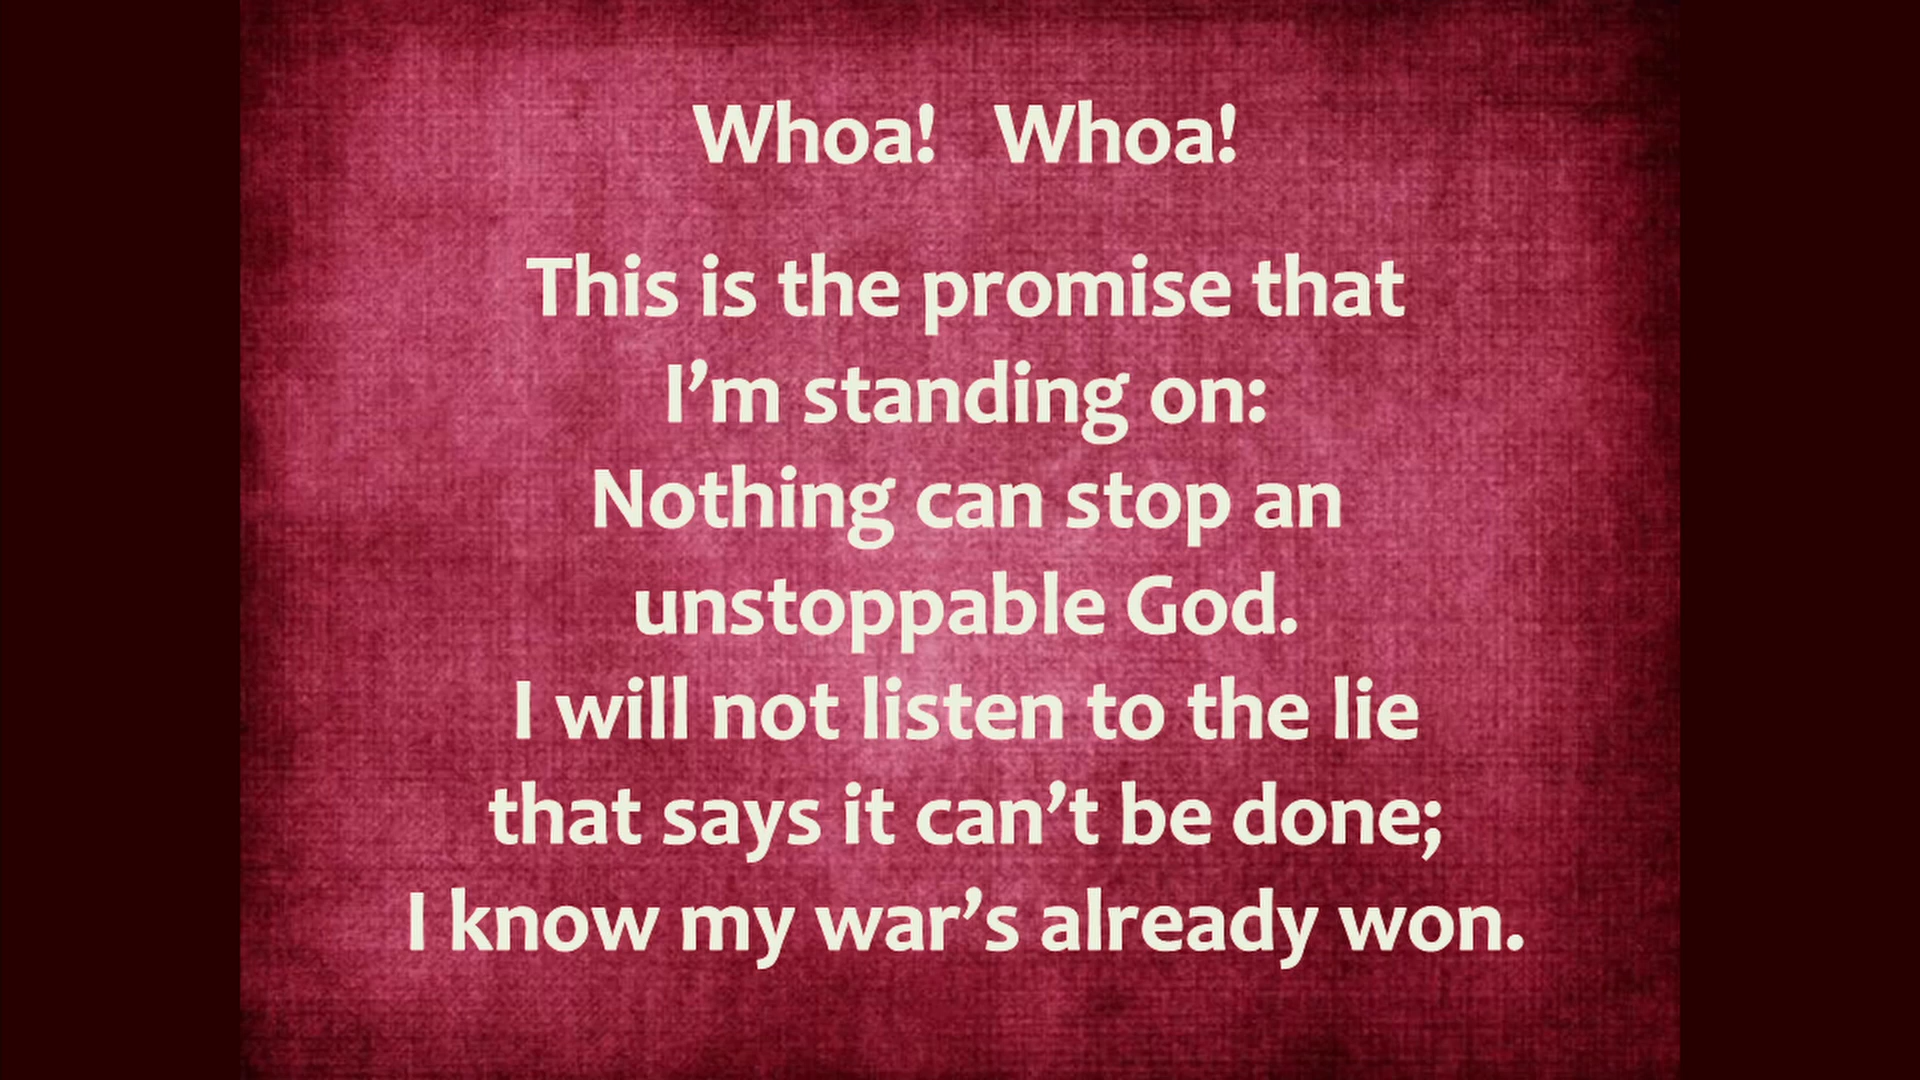 Whoa!   Whoa!
This is the promise that
I’m standing on:
Nothing can stop an
unstoppable God.
I will not listen to the lie
that says it can’t be done;
I know my war’s already won.